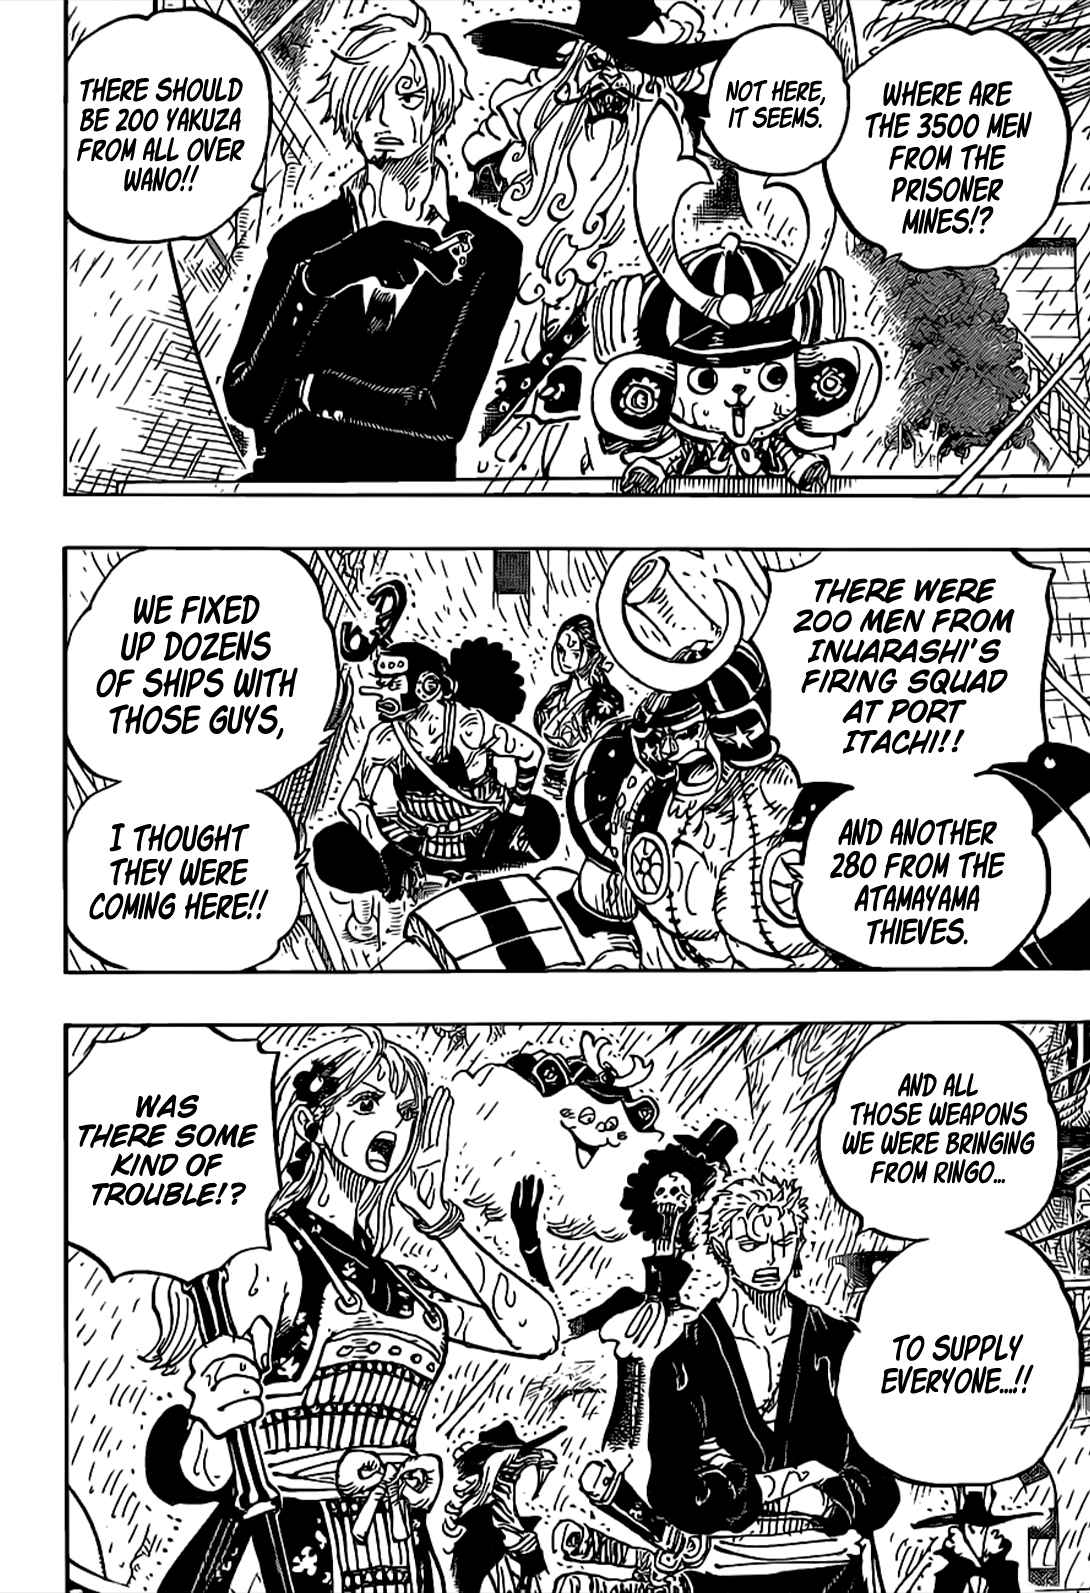 WHERE ARE
THE 3500 MEN
FROM THE
PRISONER
MINES!?
NOT HERE,
IT SEEMS.
THERE SHOULD
BE 200 YAKUZA
FROM ALL OVER
WANO!!
THERE WERE
200 MEN FROM
INUARASHI'S
FIRING SQUAD
AT PORT
ITACHI!!
AND ANOTHER
280 FROM THE
ATAMAYAMA
THIEVES.
WE FIXED
UP DOZENS
OF SHIPS WITH
THOSE GUYS,
I THOUGHT
THEY WERE
COMING HERE!!
AND ALL
THOSE WEAPONS
WE WERE BRINGING
FROM RINGO...
TO SUPPLY
EVERYONE...!!
WAS
THERE SOME
KIND OF
TROUBLE!?